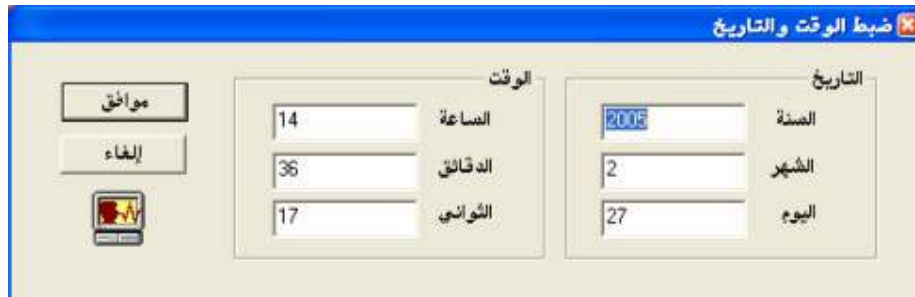 ضبط الوقت والتاريخ
التاريخ
السنة 2005
الشهر 2
اليوم 27
الوقت
الساعة 14
الدقائق 36
الثواني 17
موافق
إلغاء